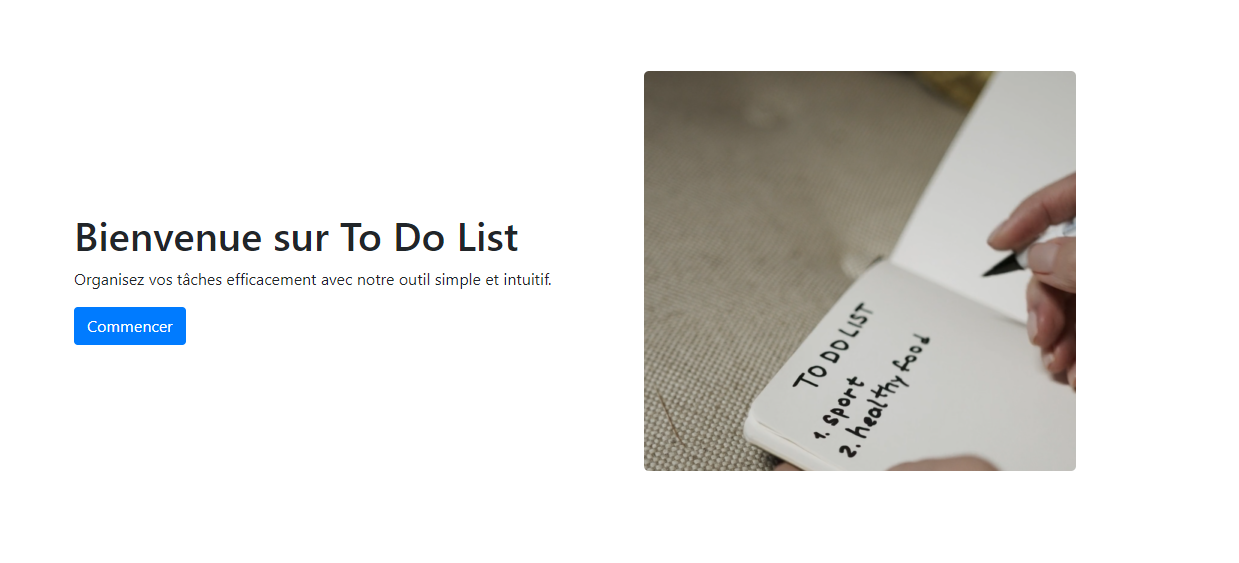 Bienvenue sur To Do List
Organisez vos tâches efficacement avec notre outil simple et intuitif.
Commencer
TO DO LIST
1. sport
2. healthy food